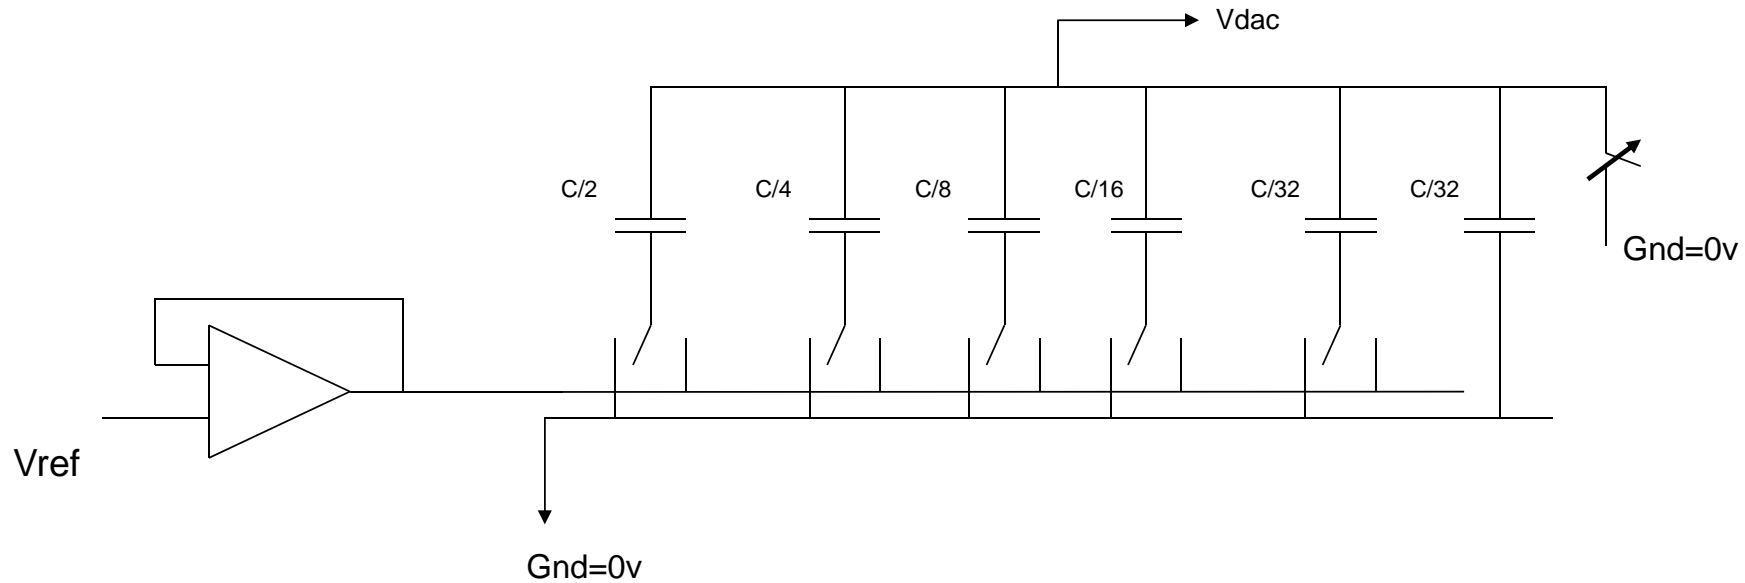 Vdac
C/2
C/4
C/8
C/16
C/32
C/32
Gnd=0v
Vref
Gnd=0v